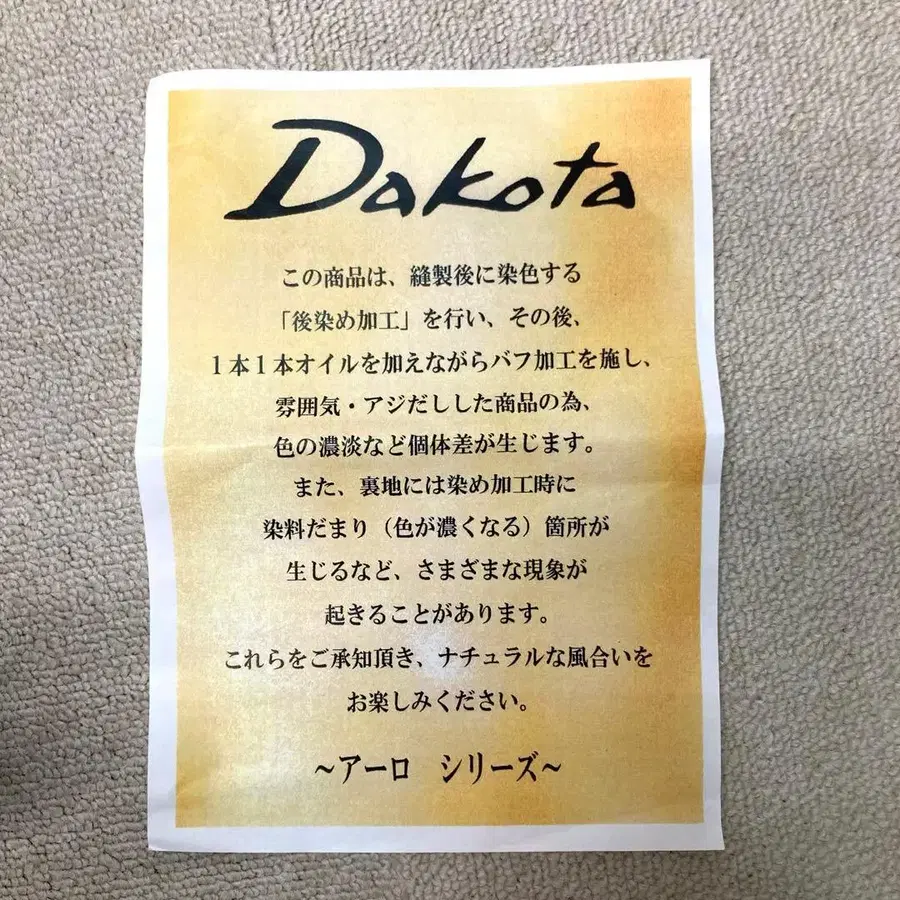 Dakota
この商品は、縫製後に染色する
「後染め加工」を行い、その後、
1本1本オイルを加えながらバフ加工を施し、
雰囲気・アジだしした商品の為、
色の濃淡など個体差が生じます。
また、裏地には染め加工時に
染料だまり（色が濃くなる）箇所が
生じるなど、さまざまな現象が
起きることがあります。
これらをご承知頂き、ナチュラルな風合いを
お楽しみください。
～アーロ　シリーズ～